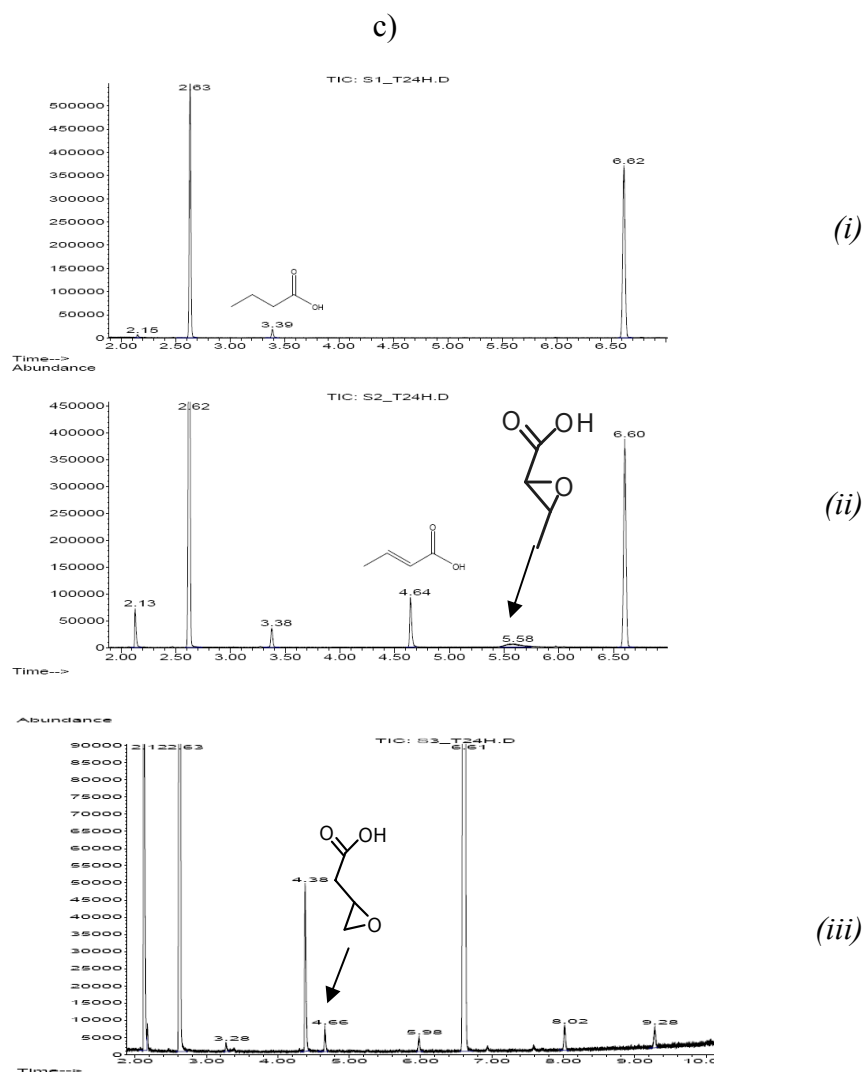 c)
TIC: S1_T24H.D
2.63
6.62
500000
450000
400000
350000
300000
250000
200000
150000
100000
50000
0
O
OH
2.15
3.39
2.00 2.50 3.00 3.50 4.00 4.50 5.00 5.50 6.00 6.50
Time-->
(i)
Abundance
TIC: S2_T24H.D
450000
400000
350000
300000
250000
200000
150000
100000
50000
0
2.62
6.60
O
OH
O
O
OH
2.13
3.38
4.64
5.58
2.00 2.50 3.00 3.50 4.00 4.50 5.00 5.50 6.00 6.50
Time-->
(ii)
Abundance
TIC: S3_T24H.D
90000
85000
80000
75000
70000
65000
60000
55000
50000
45000
40000
35000
30000
25000
20000
15000
10000
5000
0
2.12 2.63
6.61
O
OH
O
4.38
3.28
4.66
5.98
8.02
9.28
2.00 3.00 4.00 5.00 6.00 7.00 8.00 9.00 10.0
Time-->
(iii)